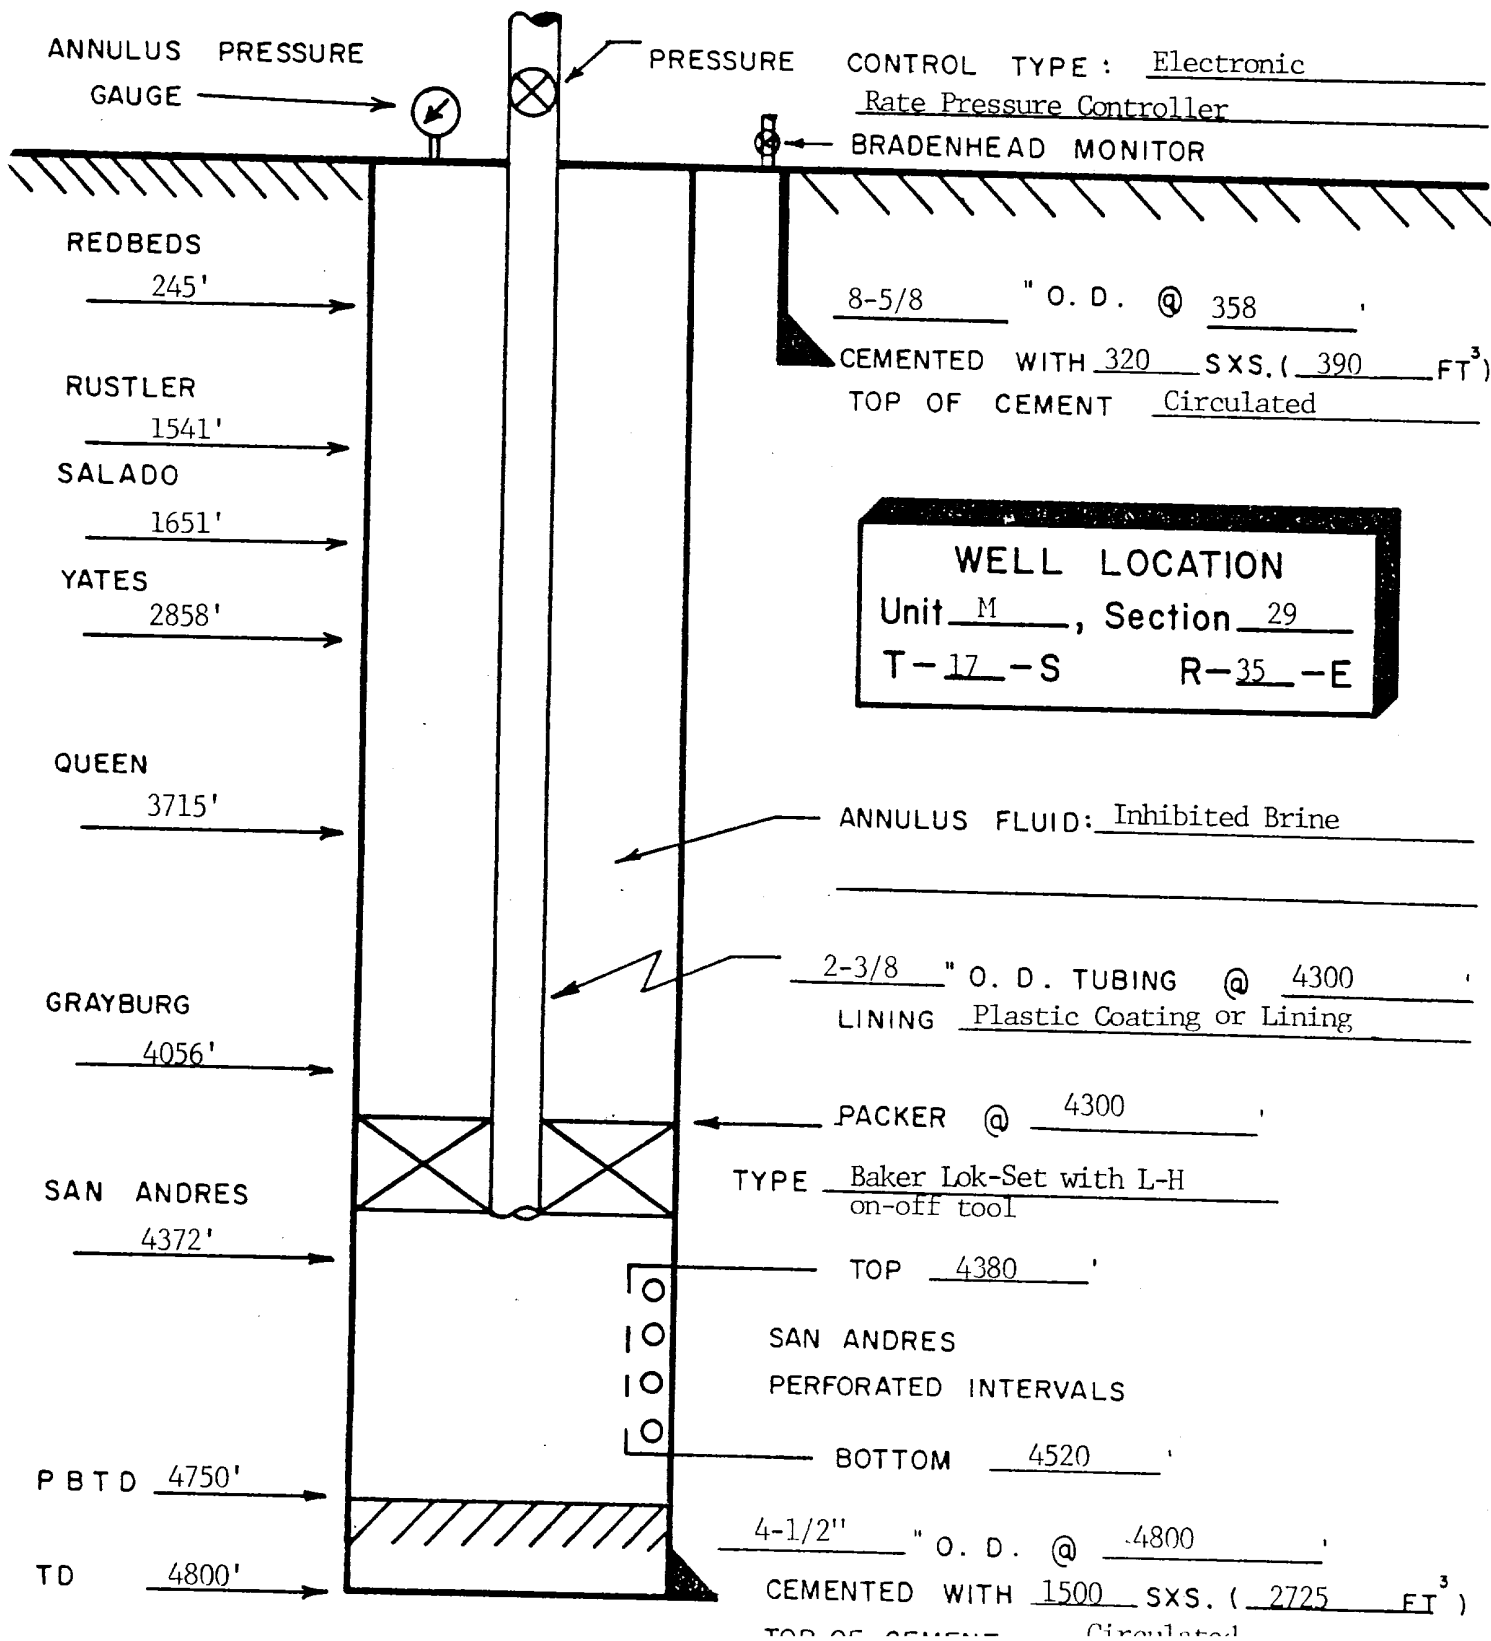 ANNULUS PRESSURE
GAUGE
PRESSURE CONTROL TYPE: Electronic
Rate Pressure Controller
BRADENHEAD MONITOR
REDBEDS
245'
8-5/8 " O.D. @ 358 '
CEMENTED WITH 320 SXS. ( 390 FT³)
TOP OF CEMENT Circulated
RUSTLER
1541'
SALADO
1651'
YATES
2858'
WELL LOCATION
Unit M , Section 29
T-17-S R-35-E
QUEEN
3715'
ANNULUS FLUID: Inhibited Brine
2-3/8 " O.D. TUBING @ 4300 '
LINING Plastic Coating or Lining
GRAYBURG
4056'
PACKER @ 4300 '
TYPE Baker Lok-Set with L-H
on-off tool
SAN ANDRES
4372'
TOP 4380 '
SAN ANDRES
PERFORATED INTERVALS
BOTTOM 4520 '
PBTD 4750'
4-1/2" " O.D. @ 4800 '
TD 4800'
CEMENTED WITH 1500 SXS. ( 2725 FT³)
TOP OF CEMENT Circulated